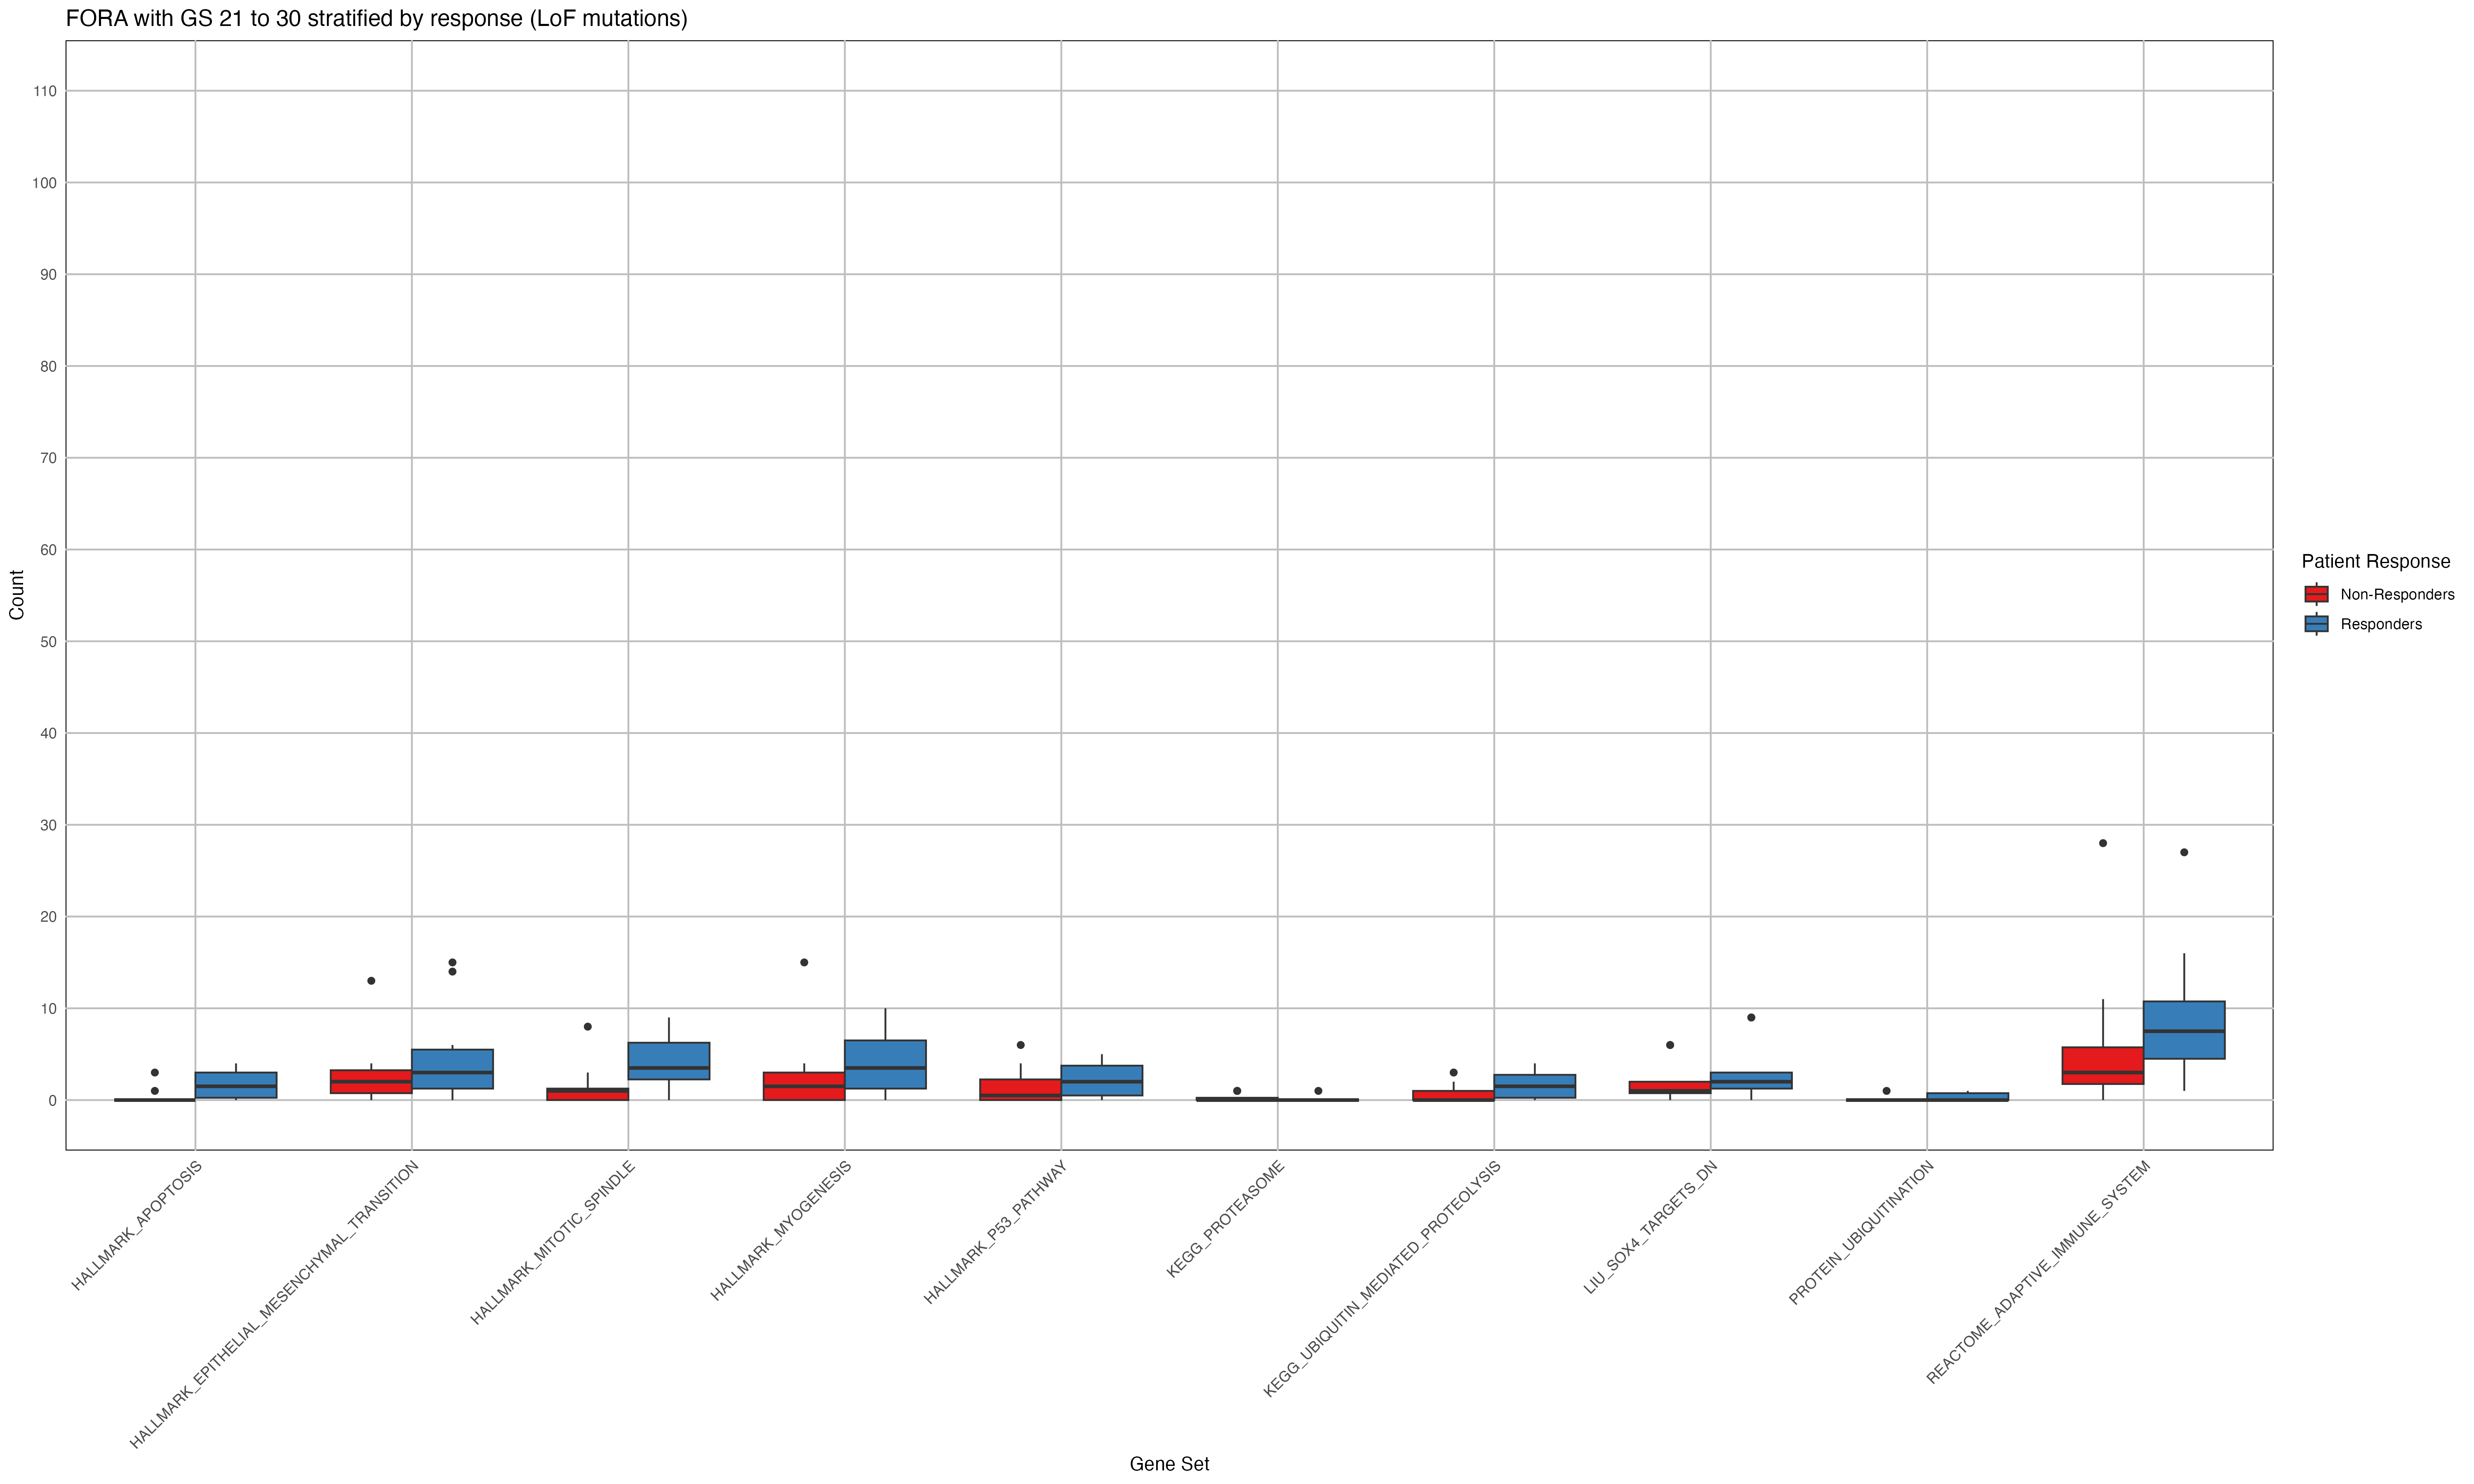 FORA with GS 21 to 30 stratified by response (LoF mutations)
110
100
90
80
70
60
50
40
30
20
10
0
Count
HALLMARK_APOPTOSIS
HALLMARK_EPITHELIAL_MESENCHYMAL_TRANSITION
HALLMARK_MITOTIC_SPINDLE
HALLMARK_MYOGENESIS
HALLMARK_P53_PATHWAY
KEGG_PROTEASOME
KEGG_UBIQUITIN_MEDIATED_PROTEOLYSIS
LIU_SOX4_TARGETS_DN
PROTEIN_UBIQUITINATION
REACTOME_ADAPTIVE_IMMUNE_SYSTEM
Gene Set
Patient Response
Non-Responders
Responders